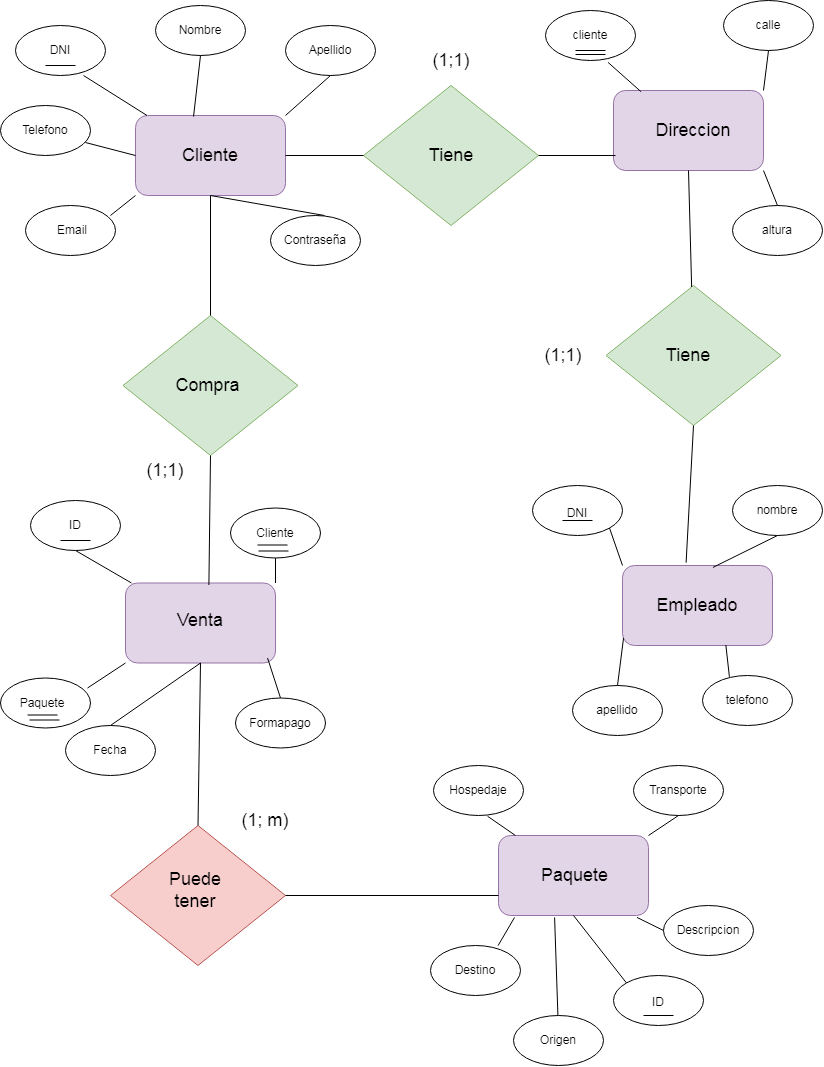 Nombre
DNI
Apellido
Telefono
Cliente
Email
Contraseña
(1;1)
Tiene
cliente
calle
Direccion
altura
Compra
(1;1)
Tiene
(1;1)
ID
Cliente
Venta
Paquete
Fecha
Formapago
DNI
nombre
Empleado
apellido
telefono
Puede
tener
(1; m)
Hospedaje
Transporte
Paquete
Descripcion
Destino
ID
Origen